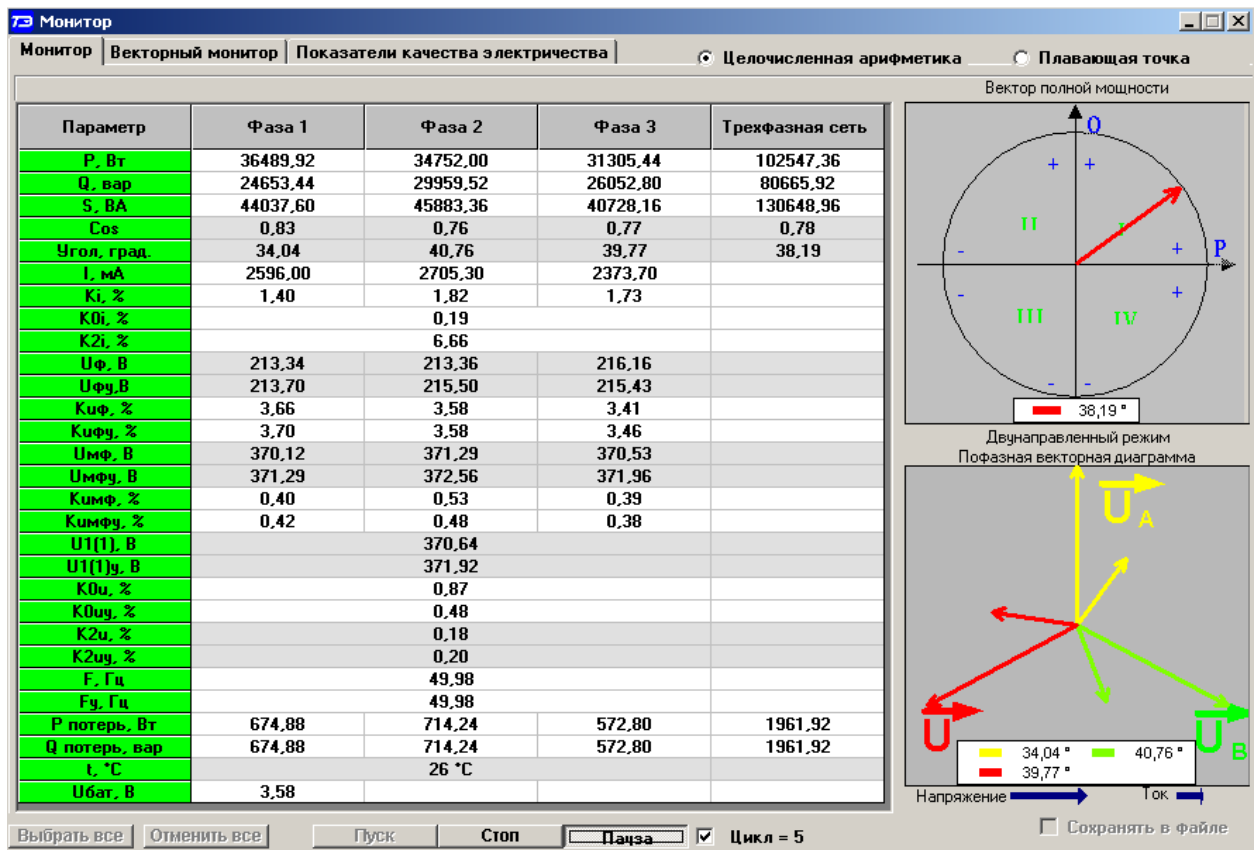 ТЭ Монитор
Монитор Векторный монитор Показатели качества электричества Целочисленная арифметика Плавающая точка
Параметр Фаза 1 Фаза 2 Фаза 3 Трехфазная сеть
P, Вт 36489,92 34752,00 31305,44 102547,36
Q, вар 24653,44 29959,52 26052,80 80665,92
S, ВА 44037,60 45883,36 40728,16 130648,96
Cos 0,83 0,76 0,77 0,78
Угол, град. 34,04 40,76 39,77 38,19
I, мА 2596,00 2705,30 2373,70
Ki, % 1,40 1,82 1,73
K0i, % 0,19
K2i, % 6,66
Uф, В 213,34 213,36 216,16
Uфу,В 213,70 215,50 215,43
Kuф, % 3,66 3,58 3,41
Kuфу, % 3,70 3,58 3,46
Uмф, В 370,12 371,29 370,53
Uмфу, В 371,29 372,56 371,96
Kuмф, % 0,40 0,53 0,39
Kuмфу, % 0,42 0,48 0,38
U1(1), В 370,64
U1(1)у, В 371,92
K0u, % 0,87
K0uy, % 0,48
K2u, % 0,18
K2uy, % 0,20
F, Гц 49,98
Fy, Гц 49,98
P потерь, Вт 674,88 714,24 572,80 1961,92
Q потерь, вар 674,88 714,24 572,80 1961,92
t, °C 26 °C
Uбат, В 3,58
Вектор полной мощности
Q
+ +
II I
- + P
- +
III IV
- -
38,19 °
Двунаправленный режим
Пофазная векторная диаграмма
U A
U
U B
34,04 ° 40,76 °
39,77 °
Напряжение Ток
Выбрать все Отменить все Пуск Стоп Пауза Цикл = 5 Сохранять в файле